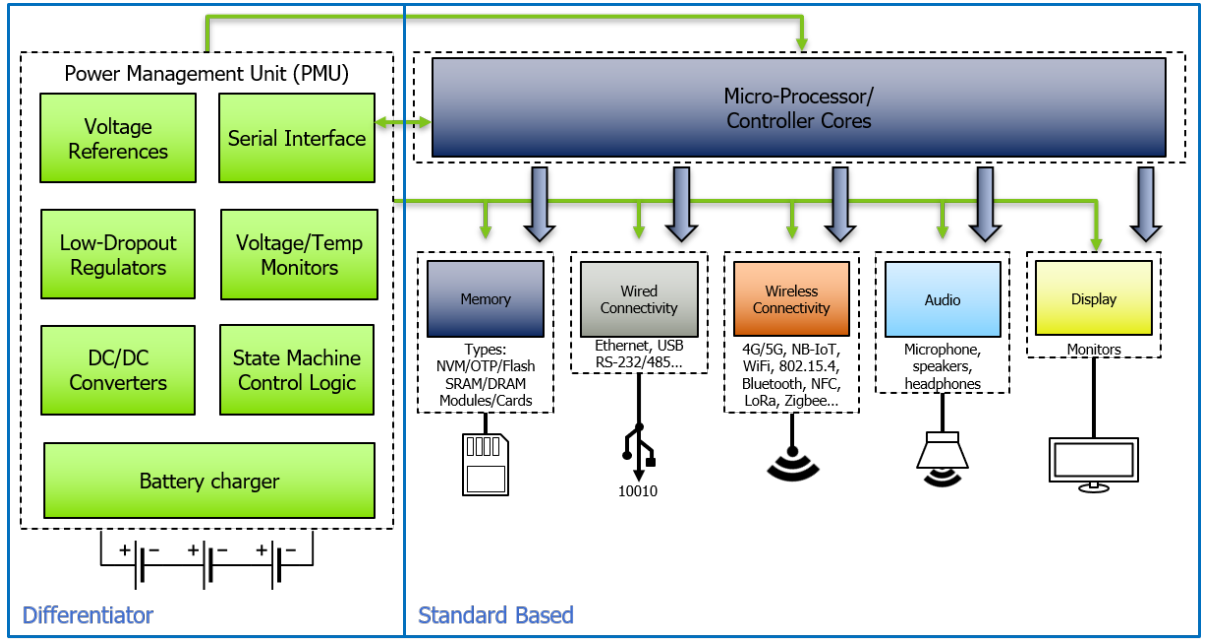 Power Management Unit (PMU)
Voltage
References
Serial Interface
Low-Dropout
Regulators
Voltage/Temp
Monitors
DC/DC
Converters
State Machine
Control Logic
Battery charger
+ − + − + −
Differentiator
Micro-Processor/
Controller Cores
Memory
Types:
NVM/OTP/Flash
SRAM/DRAM
Modules/Cards
Wired
Connectivity
Ethernet, USB
RS-232/485...
10010
Wireless
Connectivity
4G/5G, NB-IoT,
WiFi, 802.15.4,
Bluetooth, NFC,
LoRa, Zigbee...
Audio
Microphone,
speakers,
headphones
Display
Monitors
Standard Based